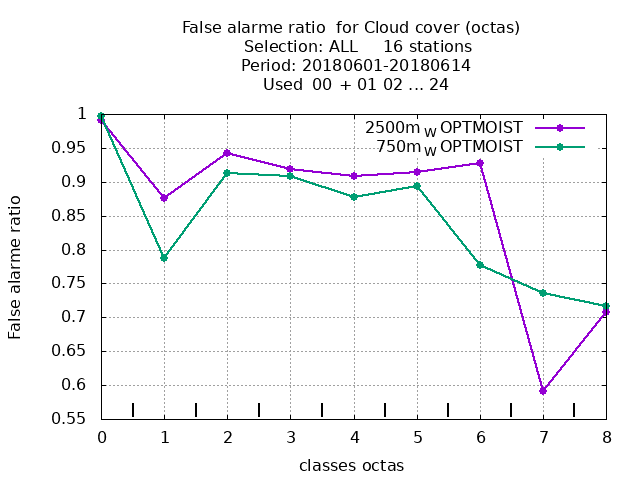 False alarme ratio  for Cloud cover (octas)
Selection: ALL     16 stations
Period: 20180601-20180614
Used  00 + 01 02 ... 24
2500m W OPTMOIST
750m W OPTMOIST
False alarme ratio
1
0.95
0.9
0.85
0.8
0.75
0.7
0.65
0.6
0.55
0 1 2 3 4 5 6 7 8
classes octas